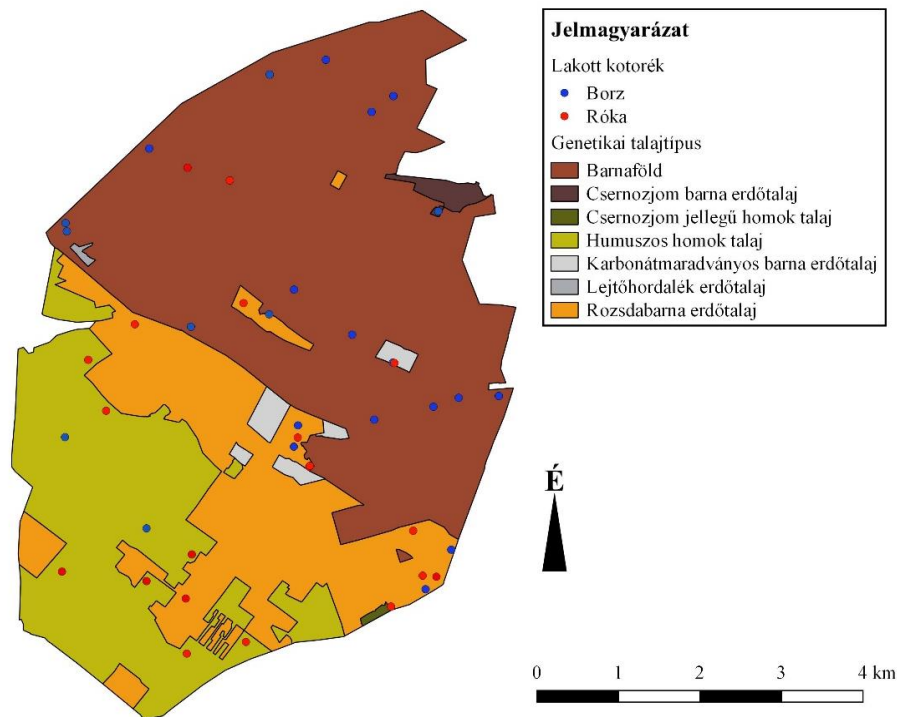 Jelmagyarázat
Lakott kotorék
Borz
Róka
Genetikai talajtípus
Barnaföld
Csernozjom barna erdőtalaj
Csernozjom jellegű homok talaj
Humuszos homok talaj
Karbonátmaradványos barna erdőtalaj
Lejtőhordalék erdőtalaj
Rozsdabarna erdőtalaj
É
0 1 2 3 4 km